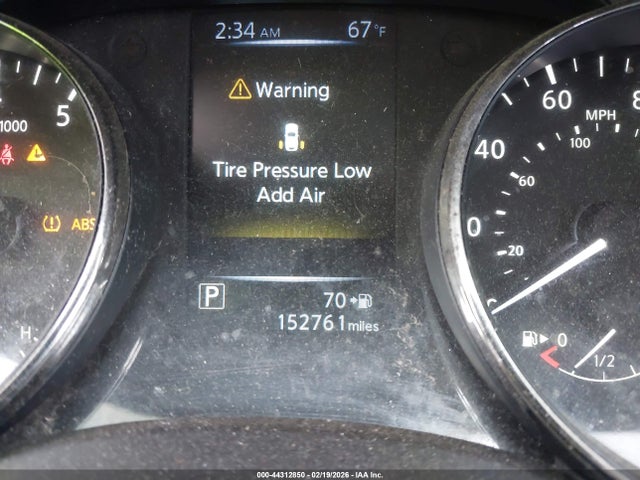 2:34 AM 67°F
Warning
Tire Pressure Low
Add Air
P 70
152761 miles
5
1000
ABS
H
60 8
MPH
40 100
60
0
20
0
1/2
000-44312850 - 02/19/2026 - IAA Inc.